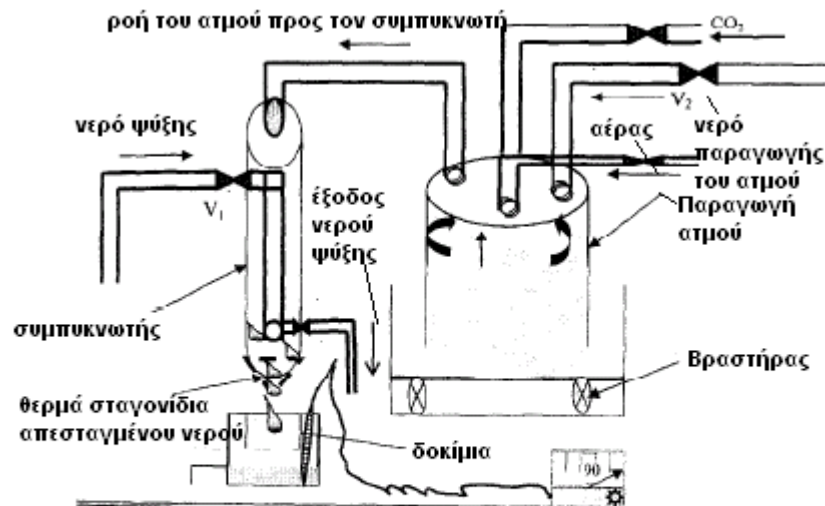 ροή του ατμού προς τον συμπυκνωτή
CO2
νερό ψύξης
V2
αέρας
νερό
παραγωγής
του ατμού
Παραγωγή
ατμού
V1
έξοδος
νερού
ψύξης
συμπυκνωτής
Βραστήρας
θερμά σταγονίδια
απεσταγμένου νερού
δοκίμια
90